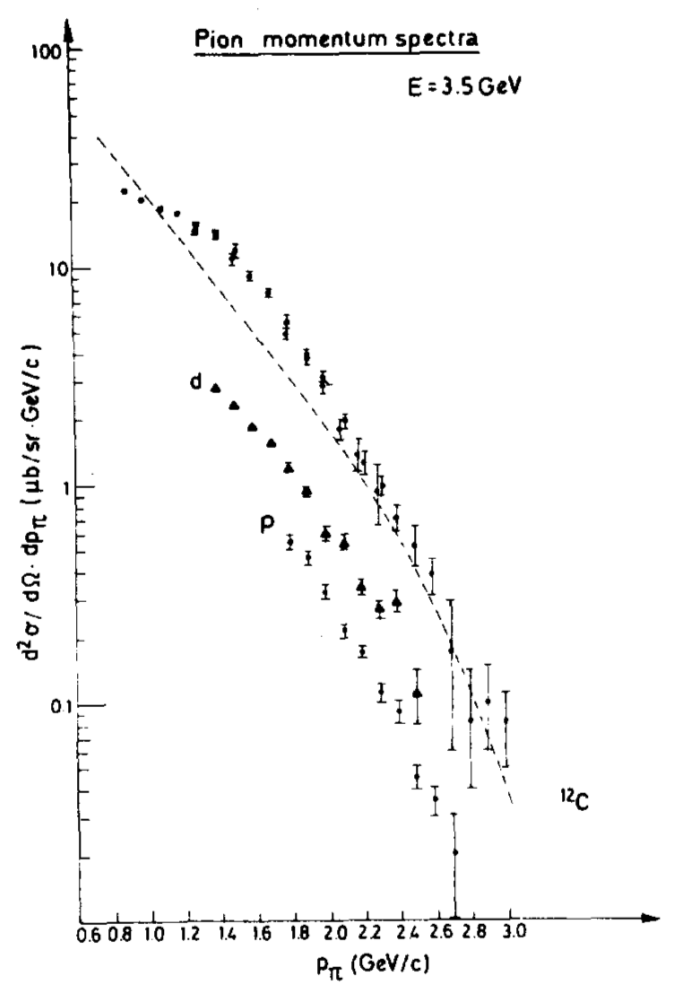 Pion momentum spectra
E = 3.5 GeV
100
10
1
0.1
d²σ/dΩ·dpπ (μb/sr·GeV/c)
d
p
¹²C
0.6 0.8 1.0 1.2 1.4 1.6 1.8 2.0 2.2 2.4 2.6 2.8 3.0
pπ (GeV/c)